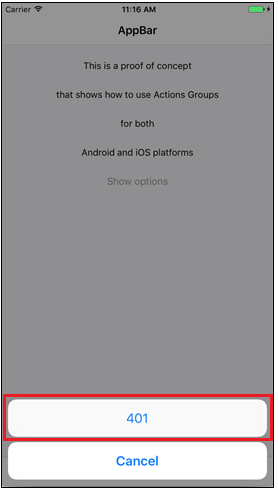 Carrier 11:16 AM
AppBar
This is a proof of concept
that shows how to use Actions Groups
for both
Android and iOS platforms
Show options
401
Cancel